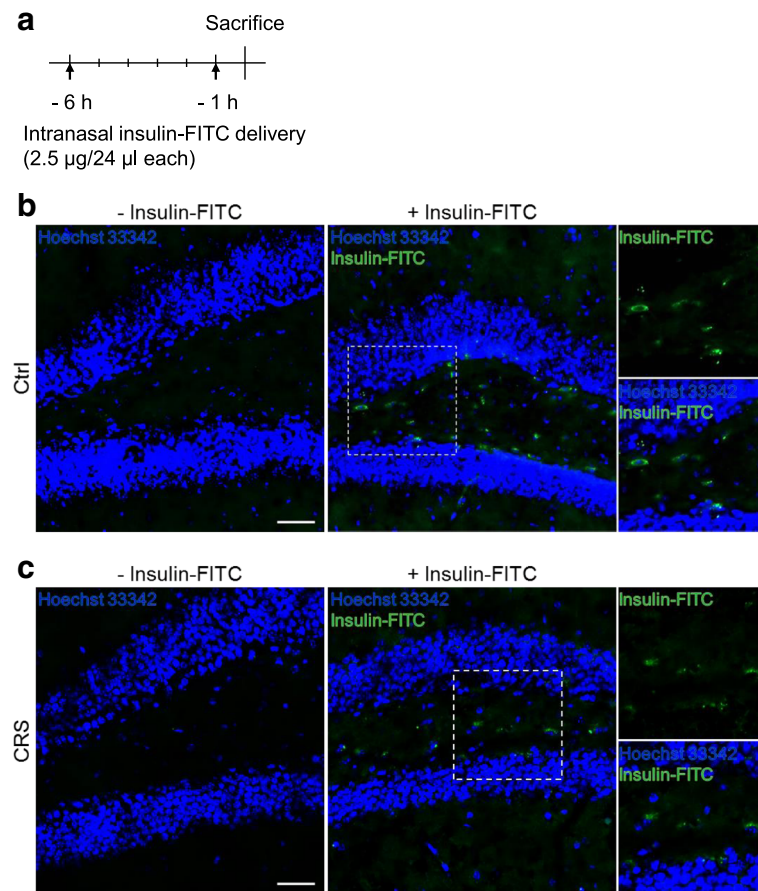 a
Sacrifice
- 6 h
- 1 h
Intranasal insulin-FITC delivery
(2.5 µg/24 µl each)
b
- Insulin-FITC
+ Insulin-FITC
Ctrl
Hoechst 33342
Hoechst 33342
Insulin-FITC
Insulin-FITC
Hoechst 33342
Insulin-FITC
c
- Insulin-FITC
+ Insulin-FITC
CRS
Hoechst 33342
Hoechst 33342
Insulin-FITC
Insulin-FITC
Hoechst 33342
Insulin-FITC